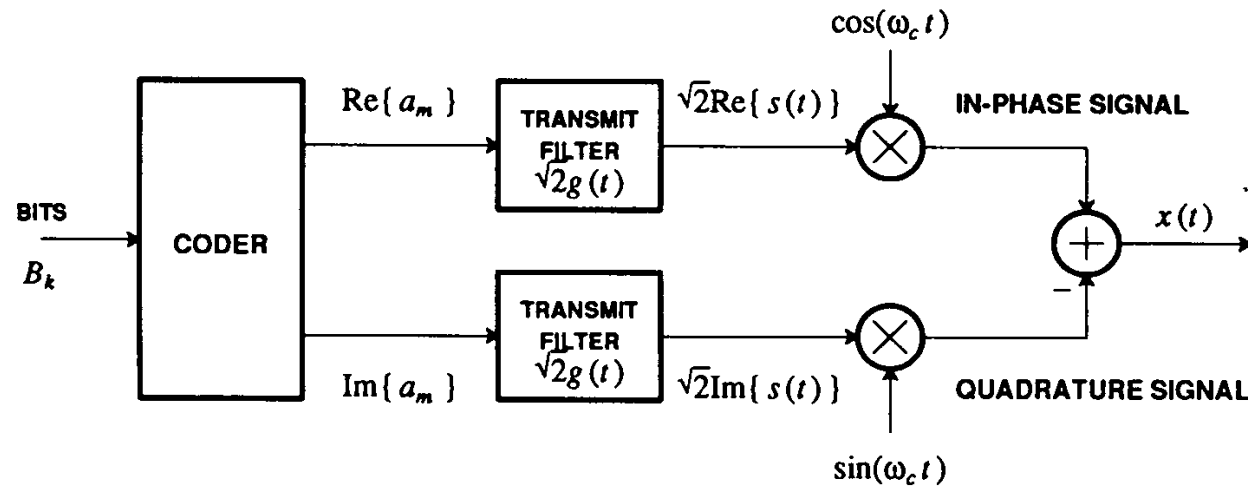 cos(ω_c t)
Re{ a_m }
√2Re{ s(t) }
IN-PHASE SIGNAL
TRANSMIT
FILTER
√2g(t)
BITS
B_k
CODER
x(t)
+
−
TRANSMIT
FILTER
√2g(t)
Im{ a_m }
√2Im{ s(t) }
QUADRATURE SIGNAL
sin(ω_c t)